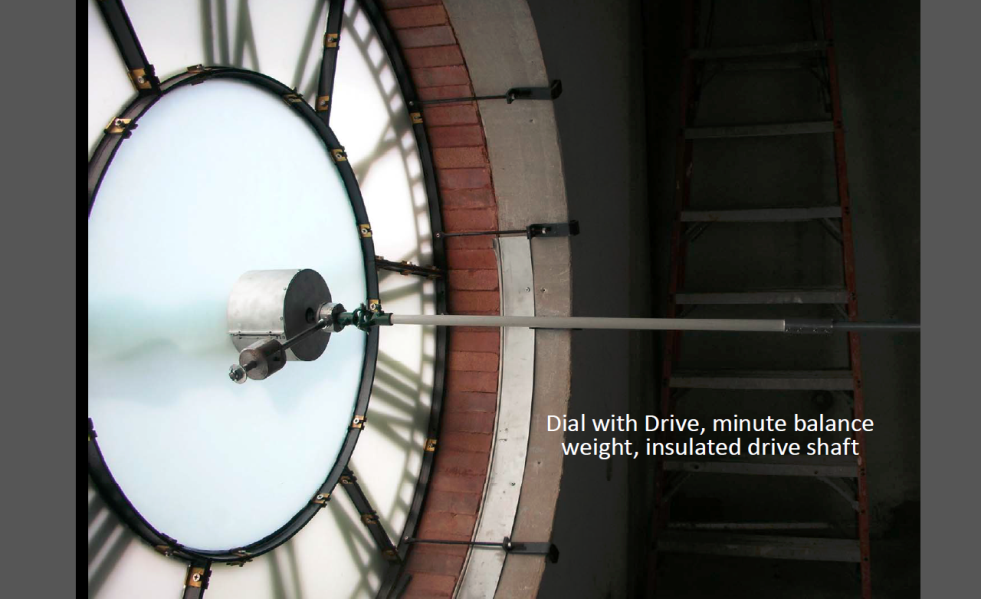 Dial with Drive, minute balance
weight, insulated drive shaft